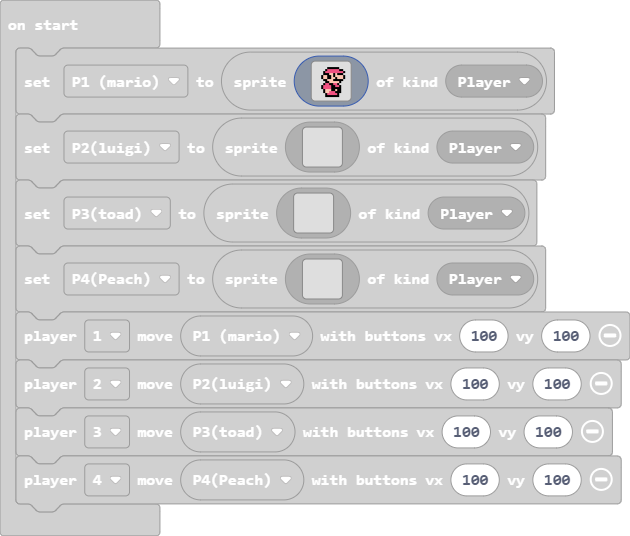 on start
set P1 (mario) to sprite of kind Player
set P2(luigi) to sprite of kind Player
set P3(toad) to sprite of kind Player
set P4(Peach) to sprite of kind Player
player 1 move P1 (mario) with buttons vx 100 vy 100
player 2 move P2(luigi) with buttons vx 100 vy 100
player 3 move P3(toad) with buttons vx 100 vy 100
player 4 move P4(Peach) with buttons vx 100 vy 100